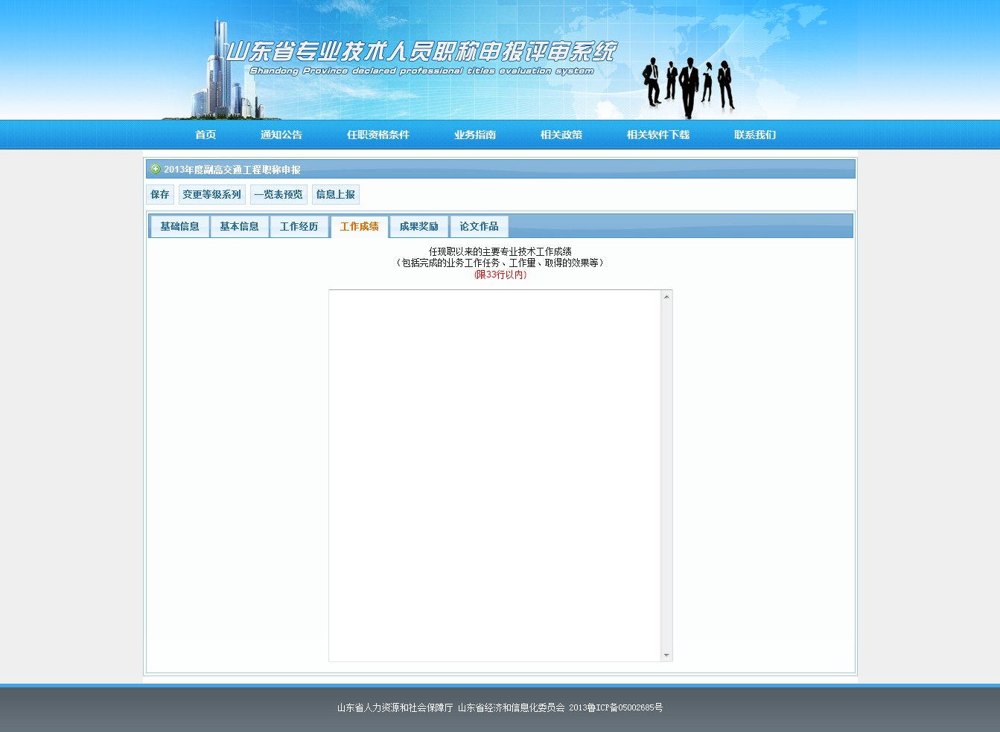 山东省专业技术人员职称申报评审系统
Shandong Province declared professional titles evaluation system
首页 通知公告 任职资格条件 业务指南 相关政策 相关软件下载 联系我们
2013年度副高交通工程职称申报
保存 变更等级系列 一览表预览 信息上报
基础信息 基本信息 工作经历 工作成绩 成果奖励 论文作品
任现职以来的主要专业技术工作成绩
（包括完成的业务工作任务、工作量、取得的效果等）
(限33行以内)
山东省人力资源和社会保障厅 山东省经济和信息化委员会 2013鲁ICP备05002685号